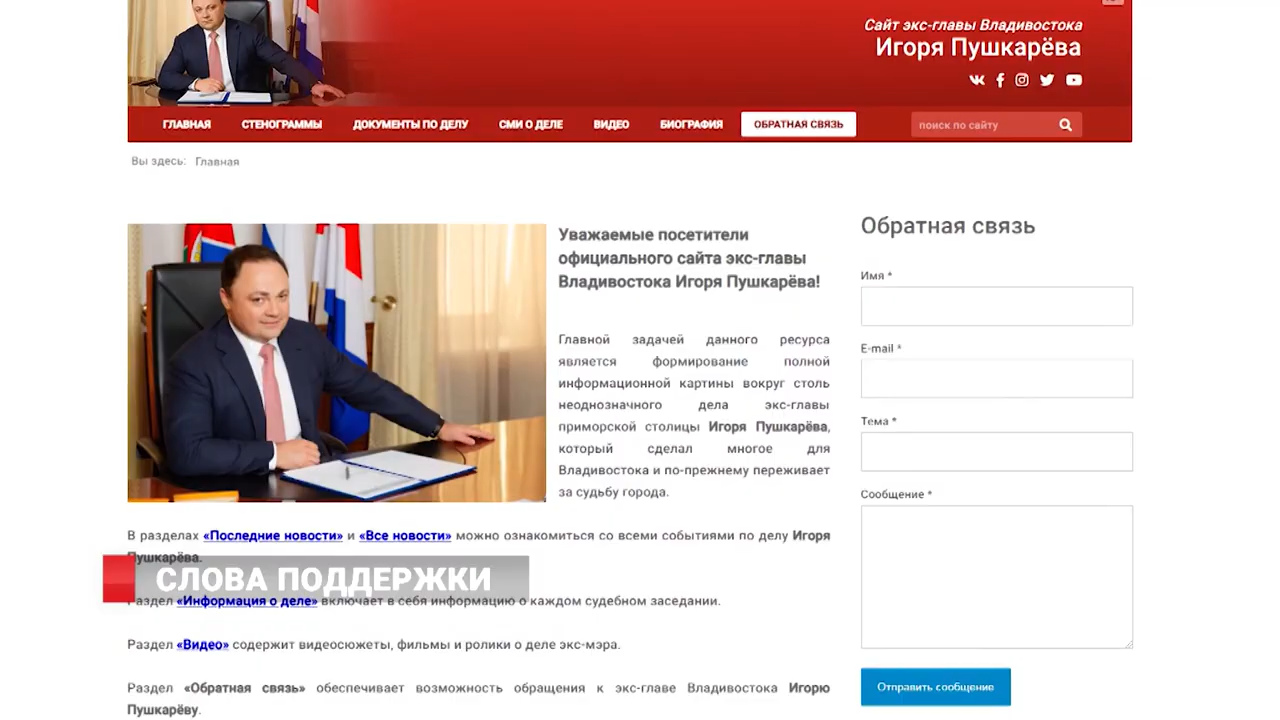 Сайт экс-главы Владивостока
Игоря Пушкарёва
ГЛАВНАЯ СТЕНОГРАММЫ ДОКУМЕНТЫ ПО ДЕЛУ СМИ О ДЕЛЕ ВИДЕО БИОГРАФИЯ ОБРАТНАЯ СВЯЗЬ поиск по сайту
Вы здесь: Главная
Уважаемые посетители
официального сайта экс-главы
Владивостока Игоря Пушкарёва!
Главной задачей данного ресурса
является формирование полной
информационной картины вокруг столь
неоднозначного дела экс-главы
приморской столицы Игоря Пушкарёва,
который сделал многое для
Владивостока и по-прежнему переживает
за судьбу города.
В разделах «Последние новости» и «Все новости» можно ознакомиться со всеми событиями по делу Игоря
Пушкарёва.
СЛОВА ПОДДЕРЖКИ
Раздел «Информация о деле» включает в себя информацию о каждом судебном заседании.
Раздел «Видео» содержит видеосюжеты, фильмы и ролики о деле экс-мэра.
Раздел «Обратная связь» обеспечивает возможность обращения к экс-главе Владивостока Игорю
Пушкарёву.
Обратная связь
Имя *
E-mail *
Тема *
Сообщение *
Отправить сообщение